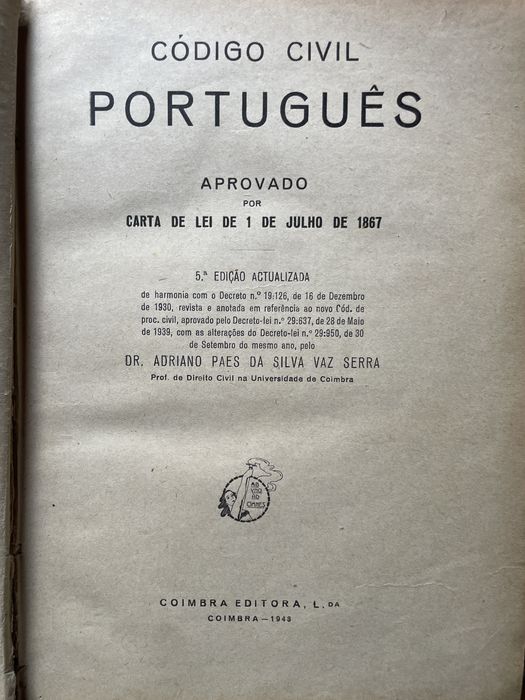 CÓDIGO CIVIL
PORTUGUÊS
APROVADO
POR
CARTA DE LEI DE 1 DE JULHO DE 1867
5.ª EDIÇÃO ACTUALIZADA
de harmonia com o Decreto n.º 19:126, de 16 de Dezembro
de 1930, revista e anotada em referência ao novo Cód. de
proc. civil, aprovado pelo Decreto-lei n.º 29:637, de 28 de Maio
de 1939, com as alterações do Decreto-lei n.º 29:950, de 30
de Setembro do mesmo ano, pelo
DR. ADRIANO PAES DA SILVA VAZ SERRA
Prof. de Direito Civil na Universidade de Coimbra
AB
VNO
AD
OMNES
COIMBRA EDITORA, L.DA
COIMBRA—1943